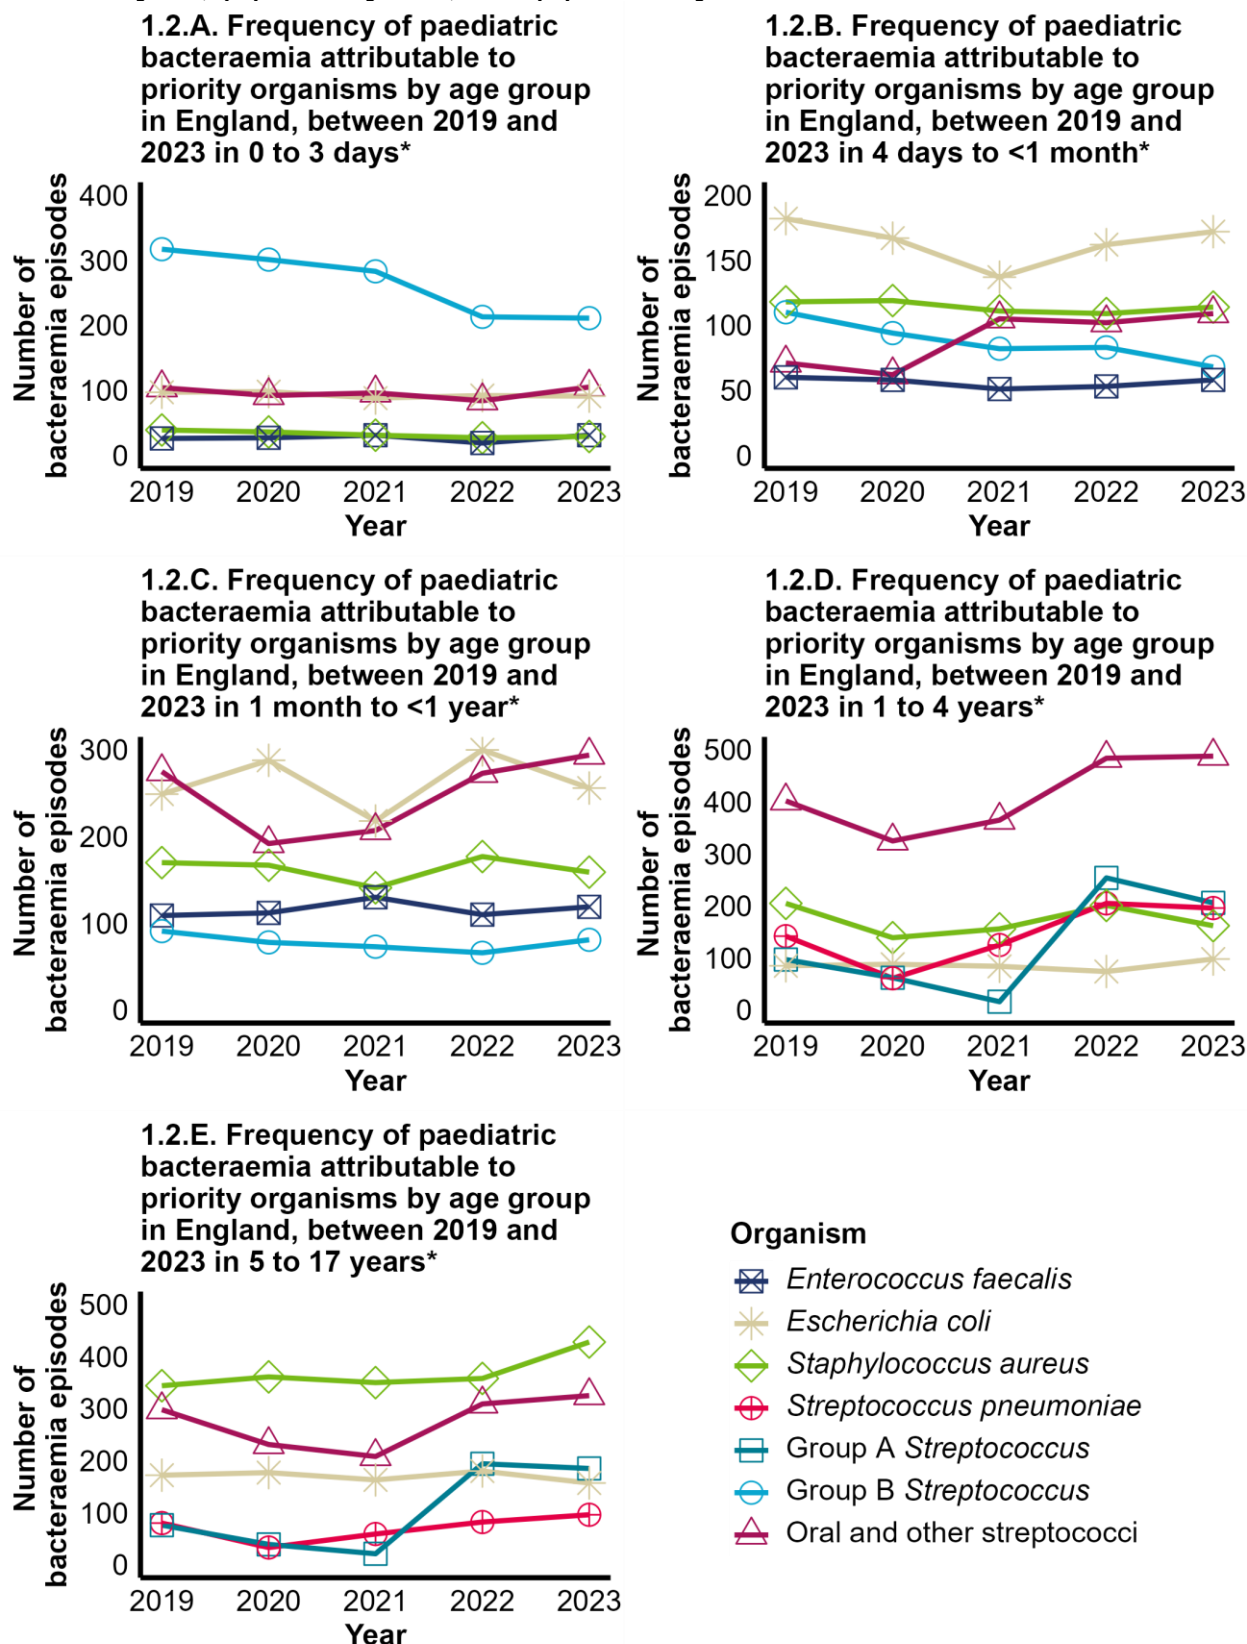 1.2.A. Frequency of paediatric
bacteraemia attributable to
priority organisms by age group
in England, between 2019 and
2023 in 0 to 3 days*
Number of
bacteraemia episodes
400
300
200
100
0
2019 2020 2021 2022 2023
Year
1.2.B. Frequency of paediatric
bacteraemia attributable to
priority organisms by age group
in England, between 2019 and
2023 in 4 days to <1 month*
Number of
bacteraemia episodes
200
150
100
50
0
2019 2020 2021 2022 2023
Year
1.2.C. Frequency of paediatric
bacteraemia attributable to
priority organisms by age group
in England, between 2019 and
2023 in 1 month to <1 year*
Number of
bacteraemia episodes
300
200
100
0
2019 2020 2021 2022 2023
Year
1.2.D. Frequency of paediatric
bacteraemia attributable to
priority organisms by age group
in England, between 2019 and
2023 in 1 to 4 years*
Number of
bacteraemia episodes
500
400
300
200
100
0
2019 2020 2021 2022 2023
Year
1.2.E. Frequency of paediatric
bacteraemia attributable to
priority organisms by age group
in England, between 2019 and
2023 in 5 to 17 years*
Number of
bacteraemia episodes
500
400
300
200
100
0
2019 2020 2021 2022 2023
Year
Organism
Enterococcus faecalis
Escherichia coli
Staphylococcus aureus
Streptococcus pneumoniae
Group A Streptococcus
Group B Streptococcus
Oral and other streptococci